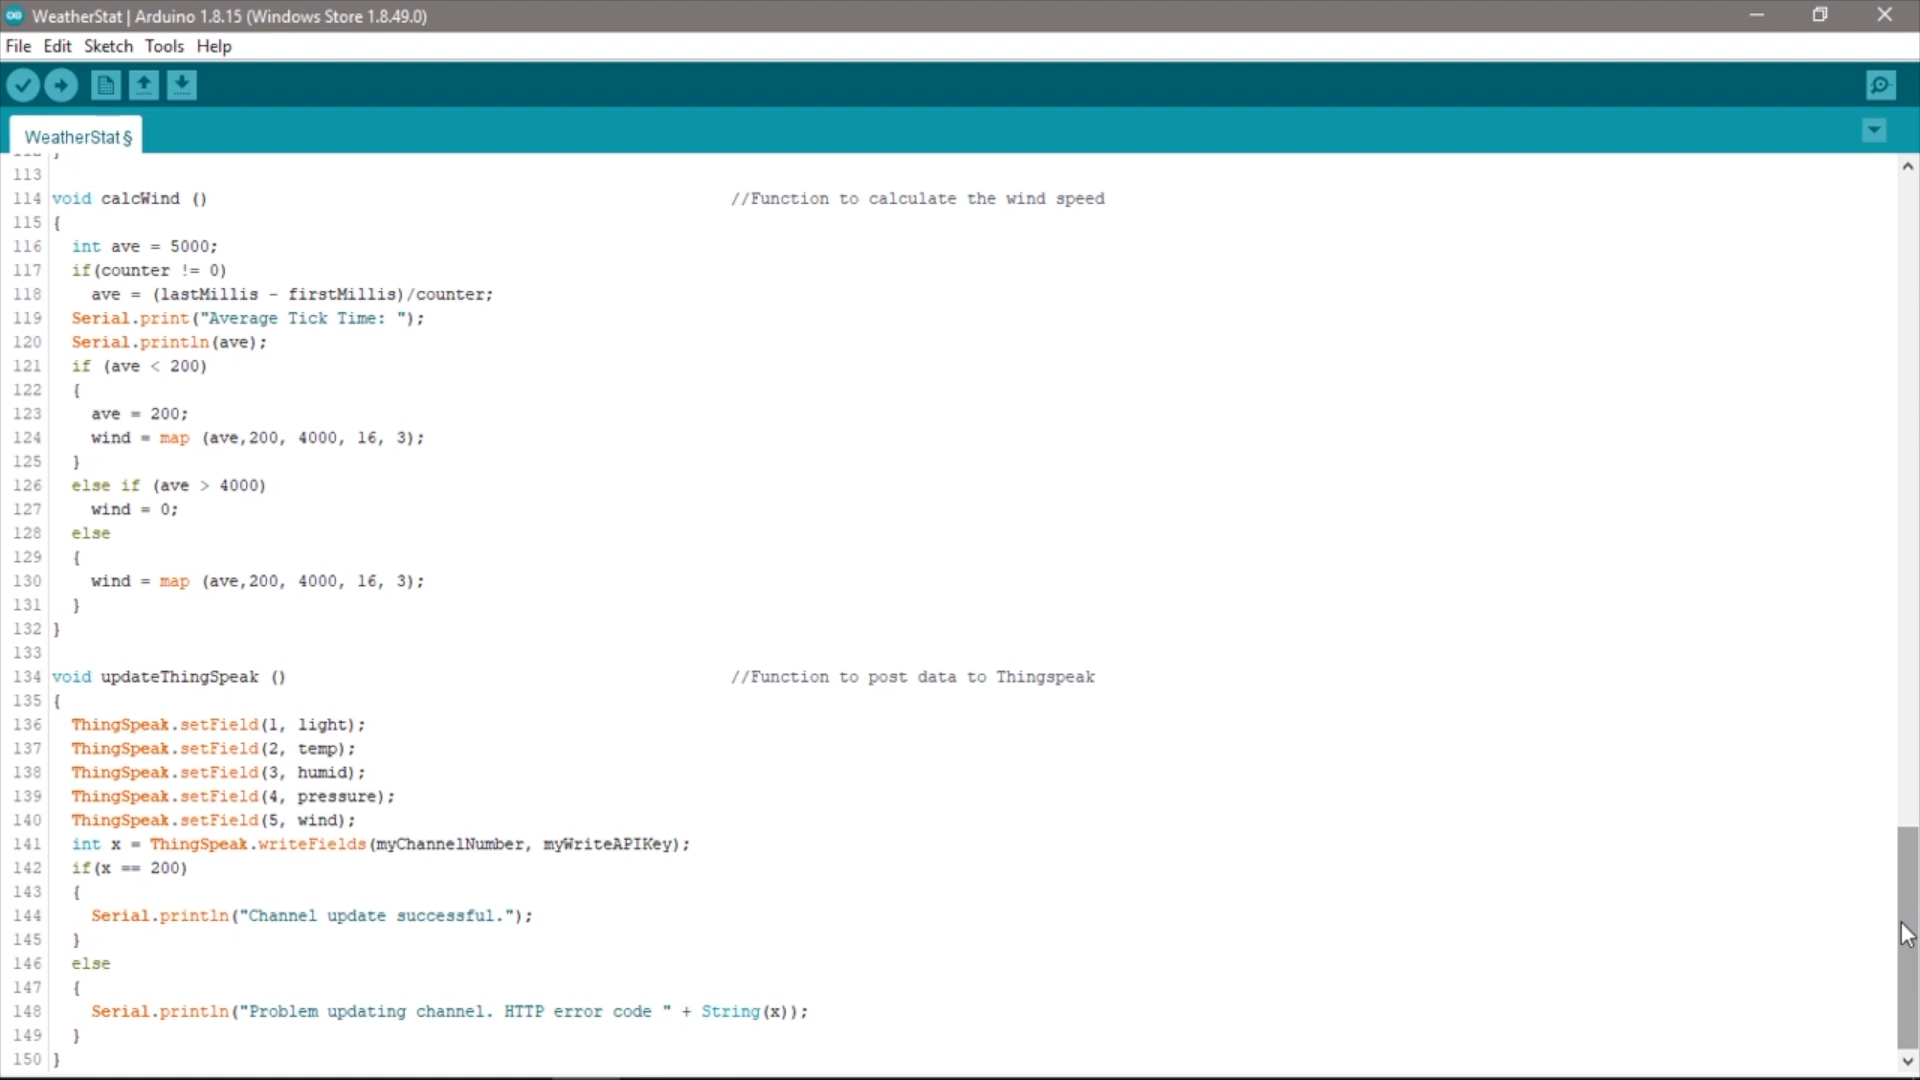 WeatherStat | Arduino 1.8.15 (Windows Store 1.8.49.0)
File Edit Sketch Tools Help
WeatherStat§
113
114 void calcWind () //Function to calculate the wind speed
115 {
116 int ave = 5000;
117 if(counter != 0)
118 ave = (lastMillis - firstMillis)/counter;
119 Serial.print("Average Tick Time: ");
120 Serial.println(ave);
121 if (ave < 200)
122 {
123 ave = 200;
124 wind = map (ave,200, 4000, 16, 3);
125 }
126 else if (ave > 4000)
127 wind = 0;
128 else
129 {
130 wind = map (ave,200, 4000, 16, 3);
131 }
132 }
133
134 void updateThingSpeak () //Function to post data to Thingspeak
135 {
136 ThingSpeak.setField(1, light);
137 ThingSpeak.setField(2, temp);
138 ThingSpeak.setField(3, humid);
139 ThingSpeak.setField(4, pressure);
140 ThingSpeak.setField(5, wind);
141 int x = ThingSpeak.writeFields(myChannelNumber, myWriteAPIKey);
142 if(x == 200)
143 {
144 Serial.println("Channel update successful.");
145 }
146 else
147 {
148 Serial.println("Problem updating channel. HTTP error code " + String(x));
149 }
150 }